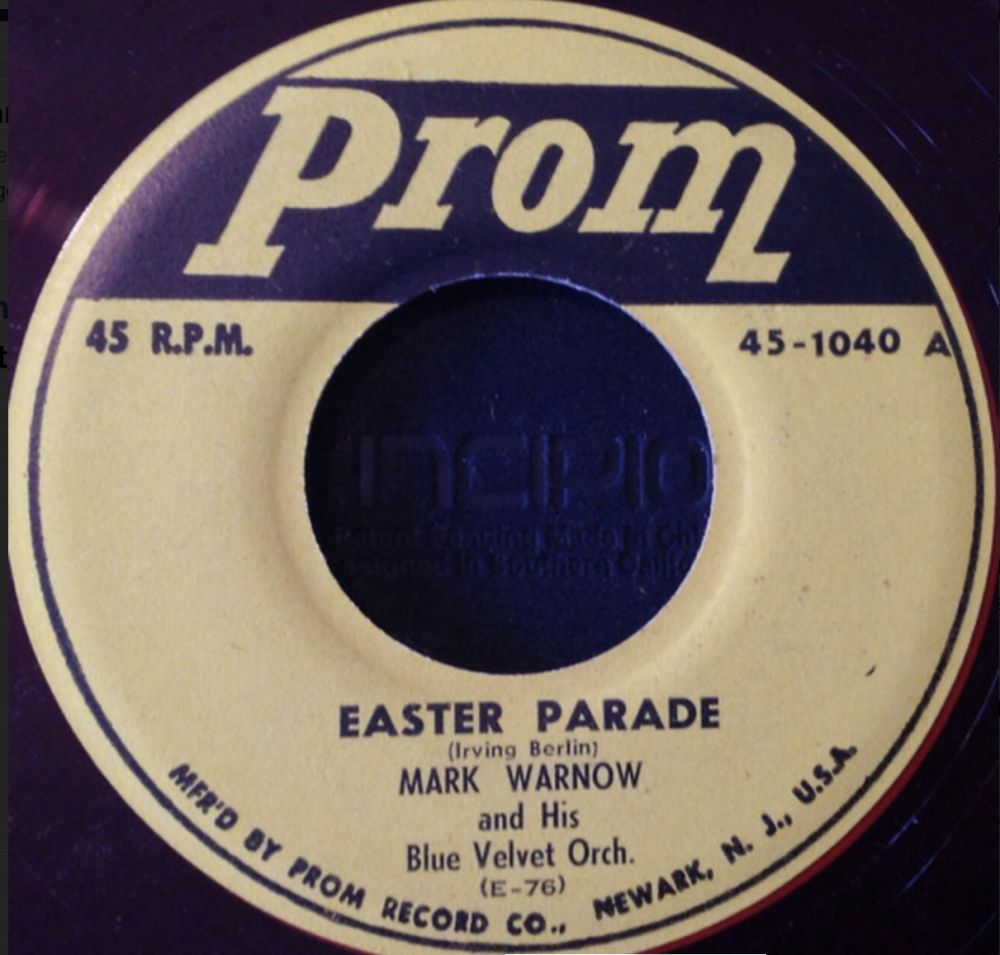 Prom
45 R.P.M.
45-1040 A
INCIPIO
EASTER PARADE
(Irving Berlin)
MARK WARNOW
and His
Blue Velvet Orch.
(E-76)
MFR'D BY PROM RECORD CO., NEWARK, N. J., U.S.A.